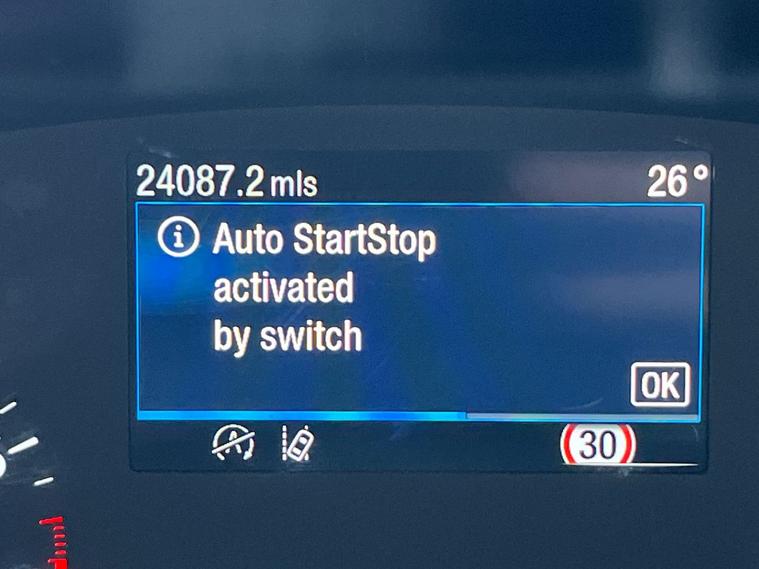 24087.2 mls 26°
i Auto StartStop
activated
by switch
OK
A 30